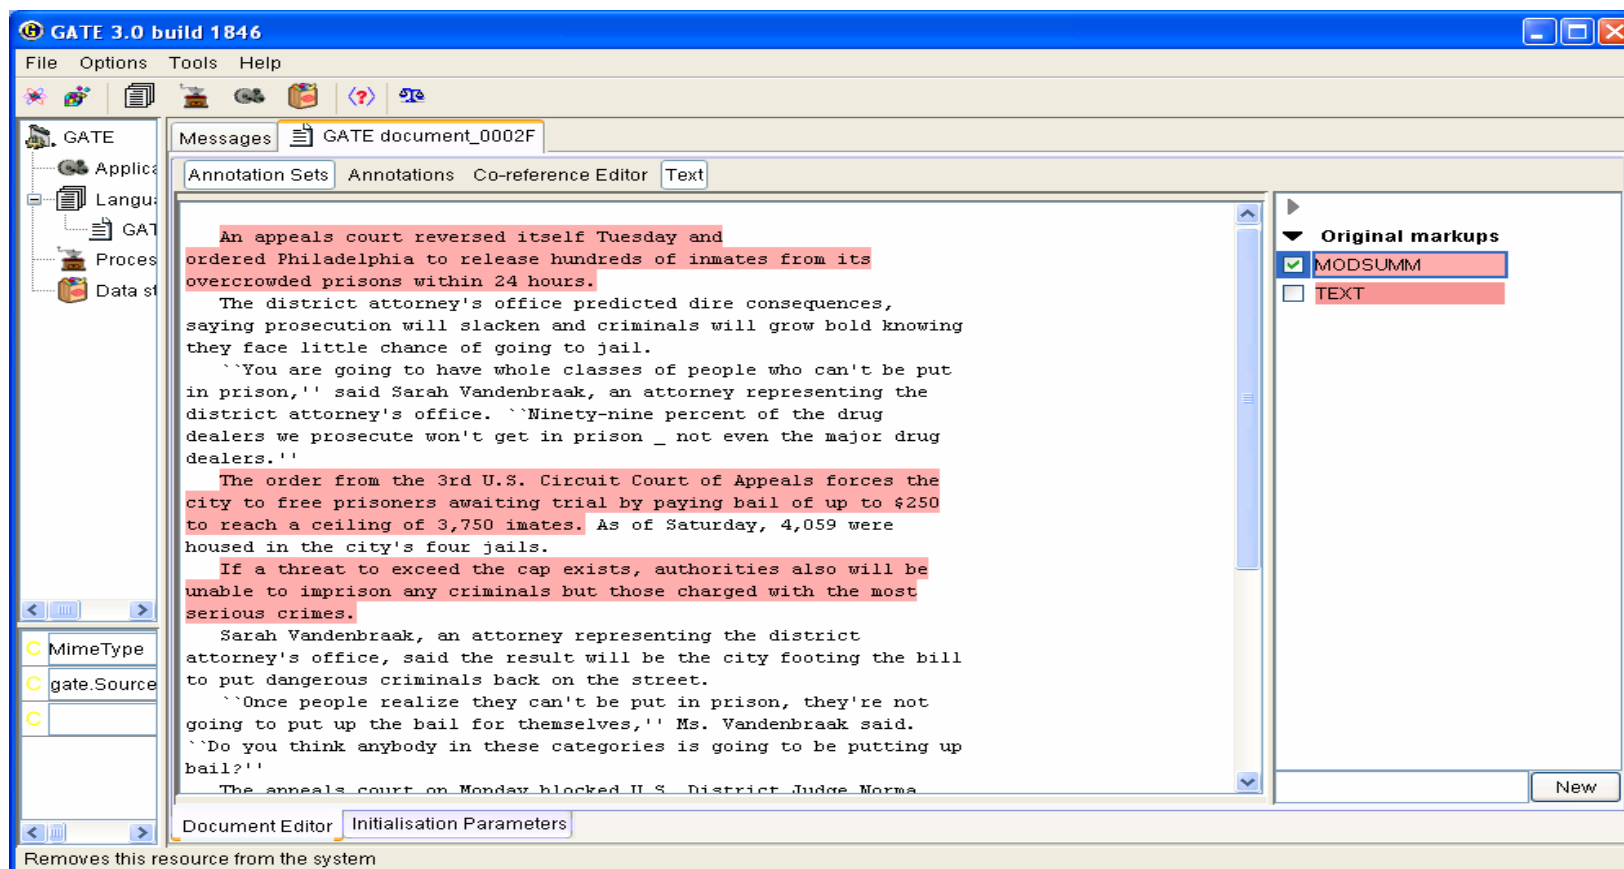 GATE 3.0 build 1846
File Options Tools Help
GATE
Applica
Langua
GAT
Proces
Data st
MimeType
gate.Source
Messages GATE document_0002F
Annotation Sets Annotations Co-reference Editor Text
An appeals court reversed itself Tuesday and
ordered Philadelphia to release hundreds of inmates from its
overcrowded prisons within 24 hours.
The district attorney's office predicted dire consequences,
saying prosecution will slacken and criminals will grow bold knowing
they face little chance of going to jail.
``You are going to have whole classes of people who can't be put
in prison,'' said Sarah Vandenbraak, an attorney representing the
district attorney's office. ``Ninety-nine percent of the drug
dealers we prosecute won't get in prison _ not even the major drug
dealers.''
The order from the 3rd U.S. Circuit Court of Appeals forces the
city to free prisoners awaiting trial by paying bail of up to $250
to reach a ceiling of 3,750 imates. As of Saturday, 4,059 were
housed in the city's four jails.
If a threat to exceed the cap exists, authorities also will be
unable to imprison any criminals but those charged with the most
serious crimes.
Sarah Vandenbraak, an attorney representing the district
attorney's office, said the result will be the city footing the bill
to put dangerous criminals back on the street.
``Once people realize they can't be put in prison, they're not
going to put up the bail for themselves,'' Ms. Vandenbraak said.
``Do you think anybody in these categories is going to be putting up
bail?''
The appeals court on Monday blocked U.S. District Judge Norma
Original markups
MODSUMM
TEXT
New
Document Editor Initialisation Parameters
Removes this resource from the system